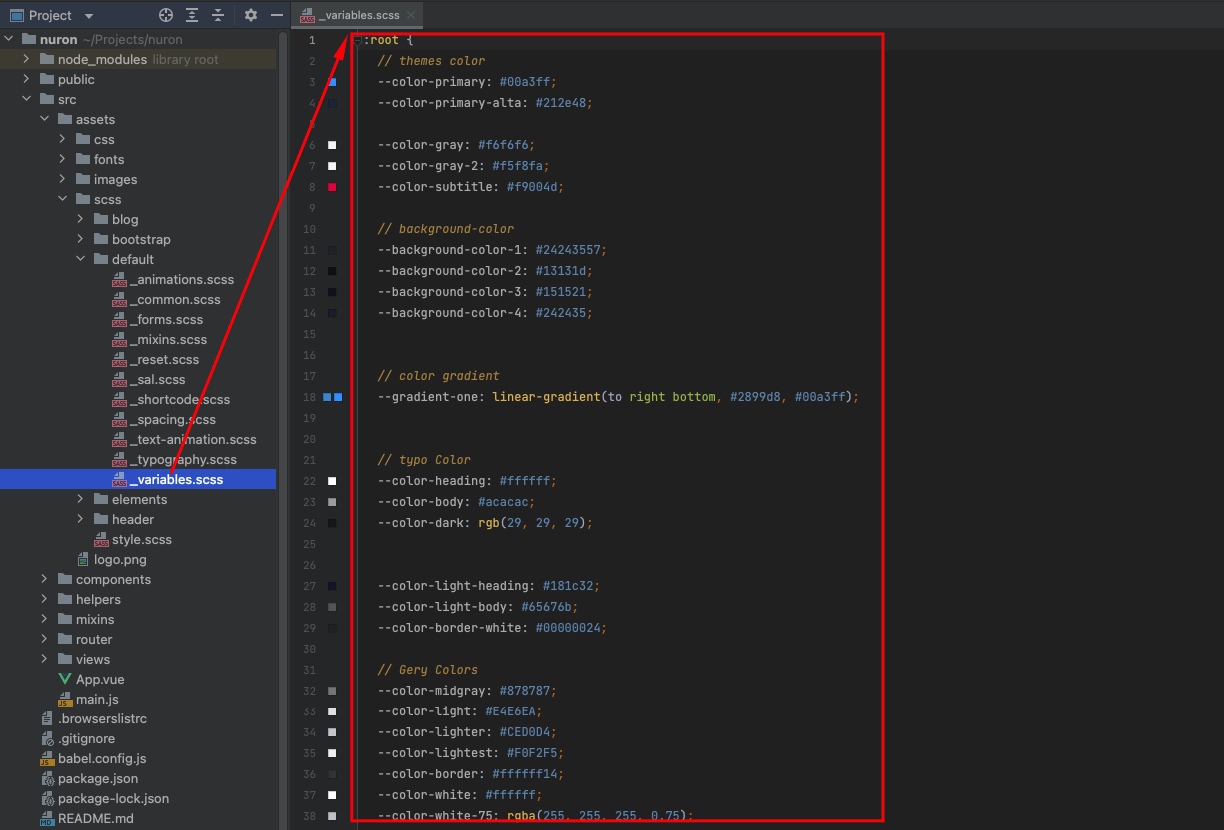 Project
nuron ~/Projects/nuron
node_modules library root
public
src
assets
css
fonts
images
scss
blog
bootstrap
default
_animations.scss
_common.scss
_forms.scss
_mixins.scss
_reset.scss
_sal.scss
_shortcode.scss
_spacing.scss
_text-animation.scss
_typography.scss
_variables.scss
elements
header
style.scss
logo.png
components
helpers
mixins
router
views
App.vue
main.js
.browserslistrc
.gitignore
babel.config.js
package.json
package-lock.json
README.md
_variables.scss
1 :root {
2 // themes color
3 --color-primary: #00a3ff;
4 --color-primary-alta: #212e48;
5
6 --color-gray: #f6f6f6;
7 --color-gray-2: #f5f8fa;
8 --color-subtitle: #f9004d;
9
10 // background-color
11 --background-color-1: #24243557;
12 --background-color-2: #13131d;
13 --background-color-3: #151521;
14 --background-color-4: #242435;
15
16
17 // color gradient
18 --gradient-one: linear-gradient(to right bottom, #2899d8, #00a3ff);
19
20
21 // typo Color
22 --color-heading: #ffffff;
23 --color-body: #acacac;
24 --color-dark: rgb(29, 29, 29);
25
26
27 --color-light-heading: #181c32;
28 --color-light-body: #65676b;
29 --color-border-white: #00000024;
30
31 // Gery Colors
32 --color-midgray: #878787;
33 --color-light: #E4E6EA;
34 --color-lighter: #CED0D4;
35 --color-lightest: #F0F2F5;
36 --color-border: #ffffff14;
37 --color-white: #ffffff;
38 --color-white-75: rgba(255, 255, 255, 0.75);